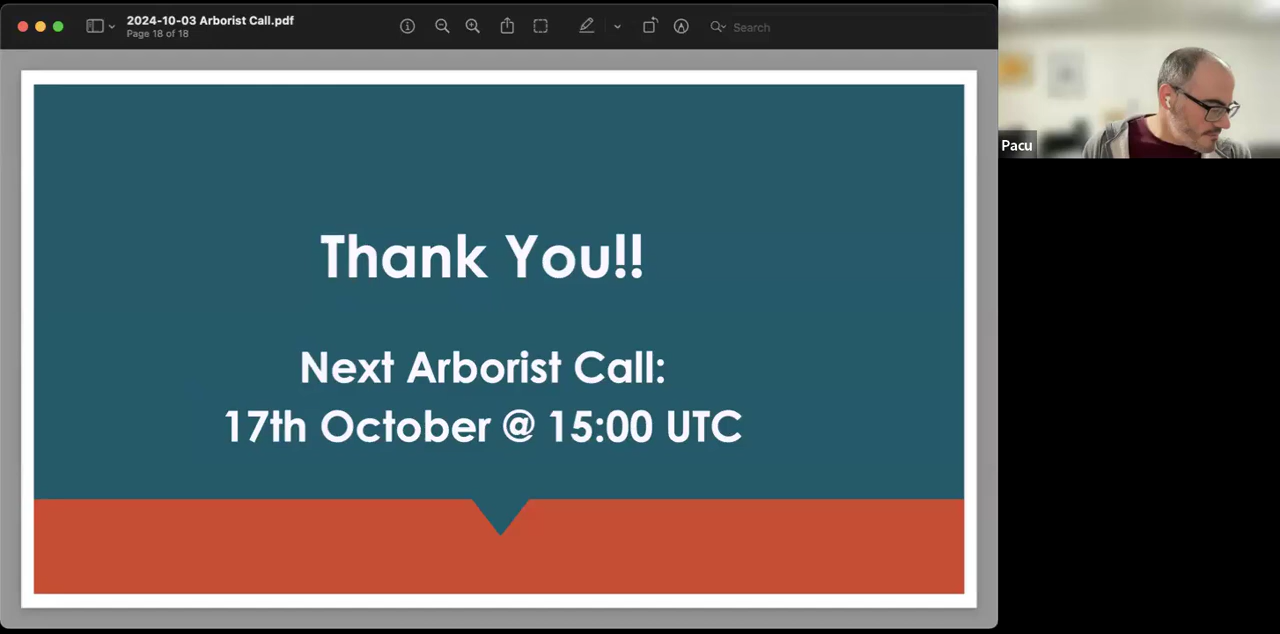 2024-10-03 Arborist Call.pdf
Page 18 of 18
Search
Thank You!!
Next Arborist Call:
17th October @ 15:00 UTC
Pacu